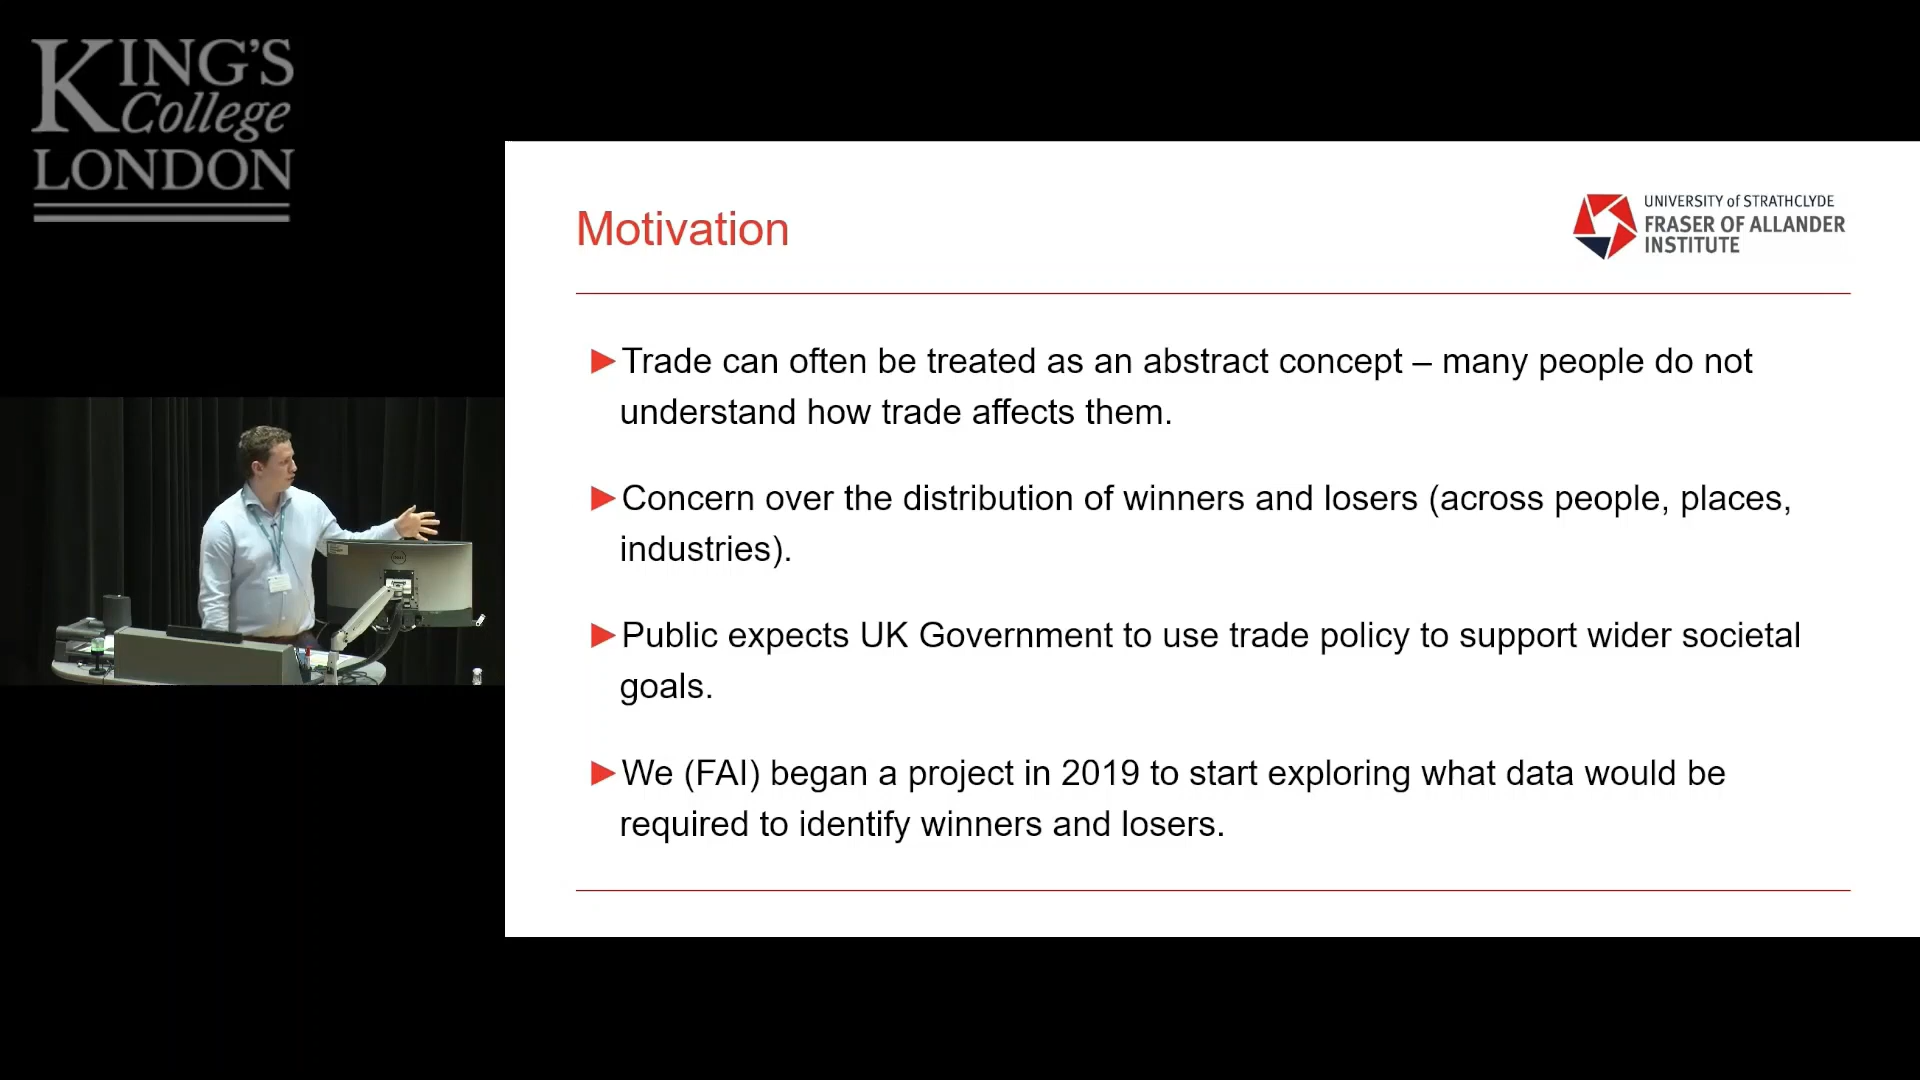 KING'S
College
LONDON
Motivation
UNIVERSITY of STRATHCLYDE
FRASER OF ALLANDER
INSTITUTE
►Trade can often be treated as an abstract concept – many people do not
understand how trade affects them.
►Concern over the distribution of winners and losers (across people, places,
industries).
►Public expects UK Government to use trade policy to support wider societal
goals.
►We (FAI) began a project in 2019 to start exploring what data would be
required to identify winners and losers.